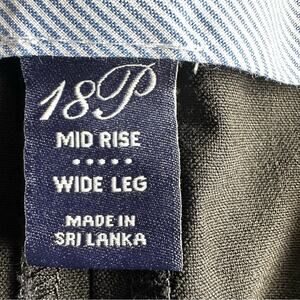 18P
MID RISE
•••••
WIDE LEG
MADE IN
SRI LANKA